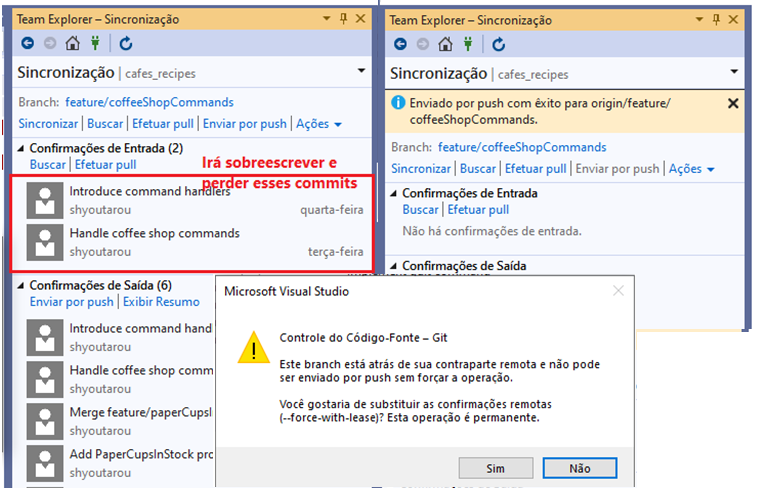 Team Explorer – Sincronização
Sincronização | cafes_recipes
Branch: feature/coffeeShopCommands
Sincronizar | Buscar | Efetuar pull | Enviar por push | Ações
Confirmações de Entrada (2)
Buscar | Efetuar pull
Irá sobreescrever e
perder esses commits
Introduce command handlers
shyoutarou quarta-feira
Handle coffee shop commands
shyoutarou terça-feira
Confirmações de Saída (6)
Enviar por push | Exibir Resumo
Introduce command hand
shyoutarou
Handle coffee shop comm
shyoutarou
Merge feature/paperCupsI
shyoutarou
Add PaperCupsInStock pro
shyoutarou
Team Explorer – Sincronização
Sincronização | cafes_recipes
Enviado por push com êxito para origin/feature/
coffeeShopCommands.
Branch: feature/coffeeShopCommands
Sincronizar | Buscar | Efetuar pull | Enviar por push | Ações
Confirmações de Entrada
Buscar | Efetuar pull
Não há confirmações de entrada.
Confirmações de Saída
Microsoft Visual Studio
Controle do Código-Fonte – Git
Este branch está atrás de sua contraparte remota e não pode
ser enviado por push sem forçar a operação.
Você gostaria de substituir as confirmações remotas
(--force-with-lease)? Esta operação é permanente.
Sim
Não